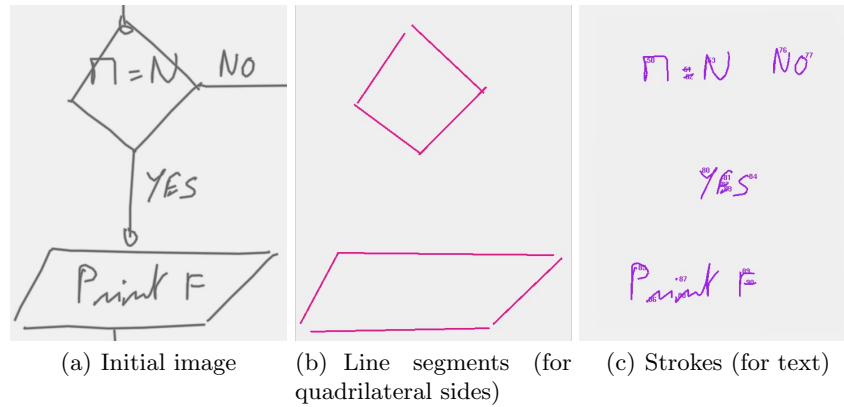 n = N NO
YES
Print F
n = N NO
YES
Print F
(a) Initial image
(b) Line segments (for quadrilateral sides)
(c) Strokes (for text)